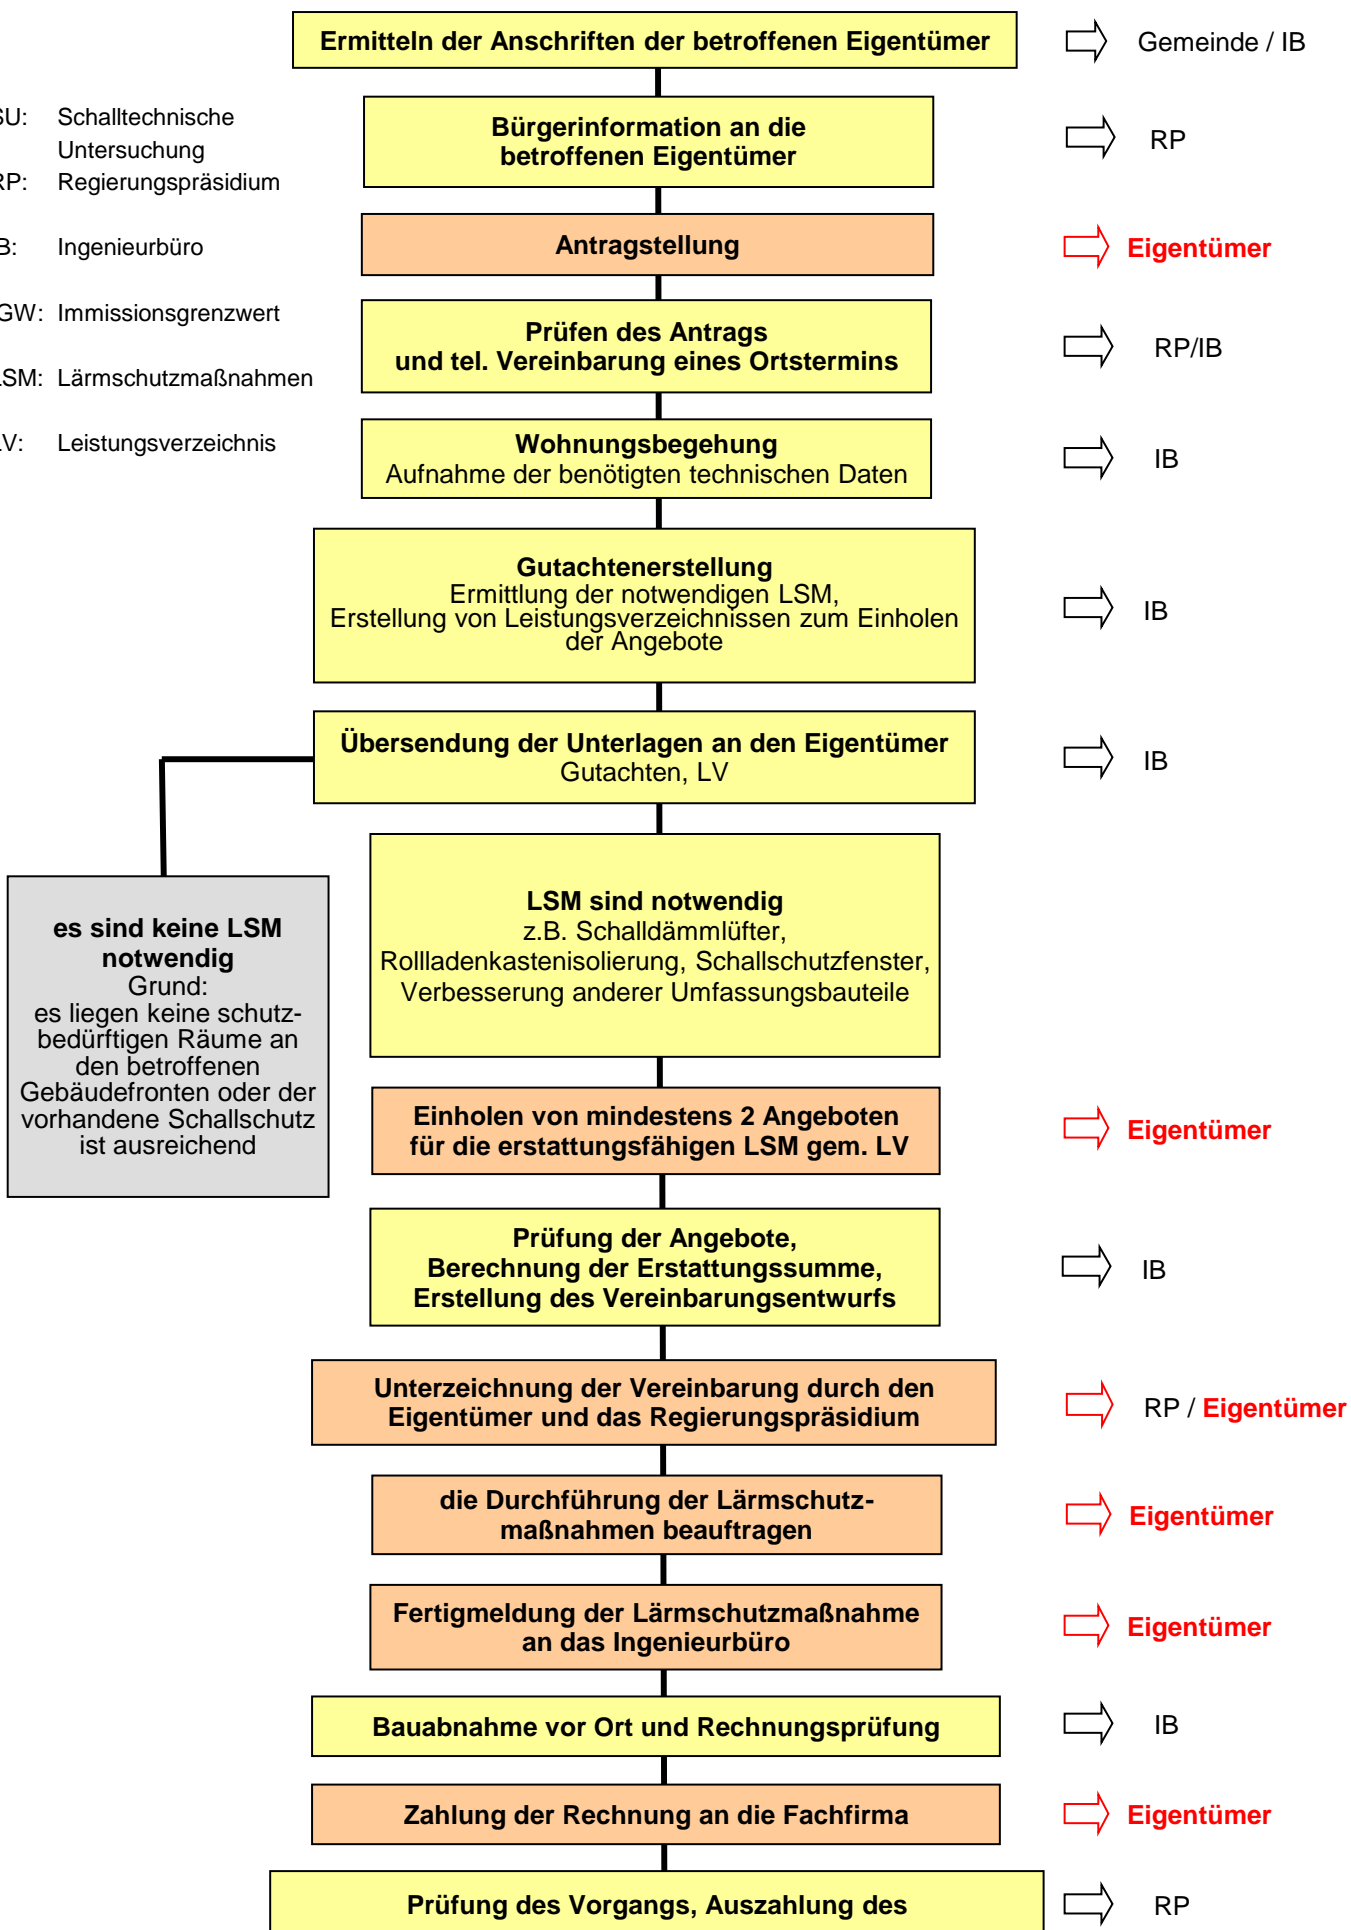 Ermitteln der Anschriften der betroffenen Eigentümer
Gemeinde / IB
SU: Schalltechnische
Untersuchung
RP: Regierungspräsidium
B: Ingenieurbüro
GW: Immissionsgrenzwert
LSM: Lärmschutzmaßnahmen
LV: Leistungsverzeichnis
Bürgerinformation an die
betroffenen Eigentümer
RP
Antragstellung
Eigentümer
Prüfen des Antrags
und tel. Vereinbarung eines Ortstermins
RP/IB
Wohnungsbegehung
Aufnahme der benötigten technischen Daten
IB
Gutachtenerstellung
Ermittlung der notwendigen LSM,
Erstellung von Leistungsverzeichnissen zum Einholen
der Angebote
IB
Übersendung der Unterlagen an den Eigentümer
Gutachten, LV
IB
es sind keine LSM
notwendig
Grund:
es liegen keine schutz-
bedürftigen Räume an
den betroffenen
Gebäudefronten oder der
vorhandene Schallschutz
ist ausreichend
LSM sind notwendig
z.B. Schalldämmlüfter,
Rollladenkastenisolierung, Schallschutzfenster,
Verbesserung anderer Umfassungsbauteile
Einholen von mindestens 2 Angeboten
für die erstattungsfähigen LSM gem. LV
Eigentümer
Prüfung der Angebote,
Berechnung der Erstattungssumme,
Erstellung des Vereinbarungsentwurfs
IB
Unterzeichnung der Vereinbarung durch den
Eigentümer und das Regierungspräsidium
RP / Eigentümer
die Durchführung der Lärmschutz-
maßnahmen beauftragen
Eigentümer
Fertigmeldung der Lärmschutzmaßnahme
an das Ingenieurbüro
Eigentümer
Bauabnahme vor Ort und Rechnungsprüfung
IB
Zahlung der Rechnung an die Fachfirma
Eigentümer
Prüfung des Vorgangs, Auszahlung des
RP